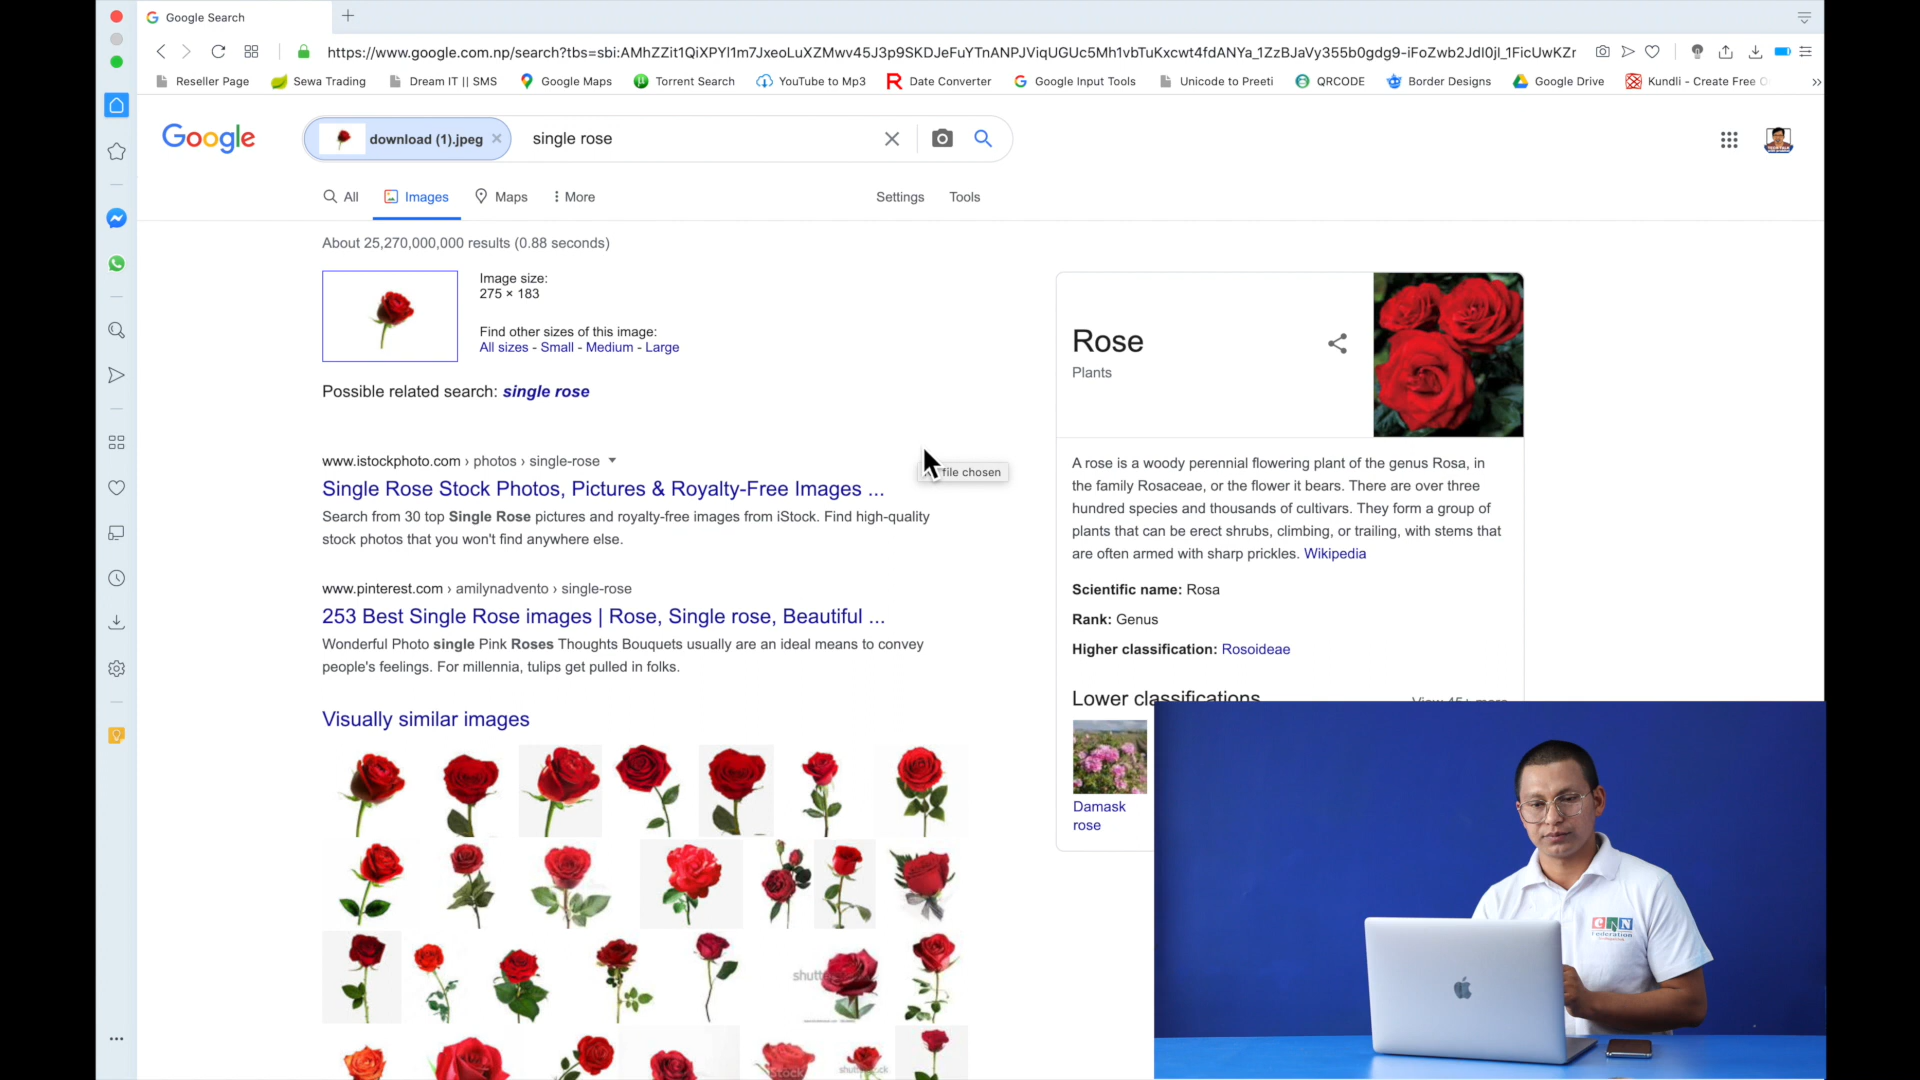 Google Search
https://www.google.com.np/search?tbs=sbi:AMhZZit1QiXPYI1m7JxeoLuXZMwv45J3p9SKDJeFuYTnANPJViqUGUc5Mh1vbTuKxcwt4fdANYa_1ZzBJaVy355b0gdg9-iFoZwb2JdI0jl_1FicUwKZr
Reseller Page Sewa Trading Dream IT || SMS Google Maps Torrent Search YouTube to Mp3 Date Converter Google Input Tools Unicode to Preeti QRCODE Border Designs Google Drive Kundli - Create Free
Google download (1).jpeg single rose
All Images Maps More Settings Tools
About 25,270,000,000 results (0.88 seconds)
Image size:
275 × 183
Find other sizes of this image:
All sizes - Small - Medium - Large
Possible related search: single rose
www.istockphoto.com › photos › single-rose
file chosen
Single Rose Stock Photos, Pictures & Royalty-Free Images ...
Search from 30 top Single Rose pictures and royalty-free images from iStock. Find high-quality
stock photos that you won't find anywhere else.
www.pinterest.com › amilynadvento › single-rose
253 Best Single Rose images | Rose, Single rose, Beautiful ...
Wonderful Photo single Pink Roses Thoughts Bouquets usually are an ideal means to convey
people's feelings. For millennia, tulips get pulled in folks.
Visually similar images
Rose
Plants
A rose is a woody perennial flowering plant of the genus Rosa, in
the family Rosaceae, or the flower it bears. There are over three
hundred species and thousands of cultivars. They form a group of
plants that can be erect shrubs, climbing, or trailing, with stems that
are often armed with sharp prickles. Wikipedia
Scientific name: Rosa
Rank: Genus
Higher classification: Rosoideae
Lower classifications View 45+ more
Damask
rose
Federation